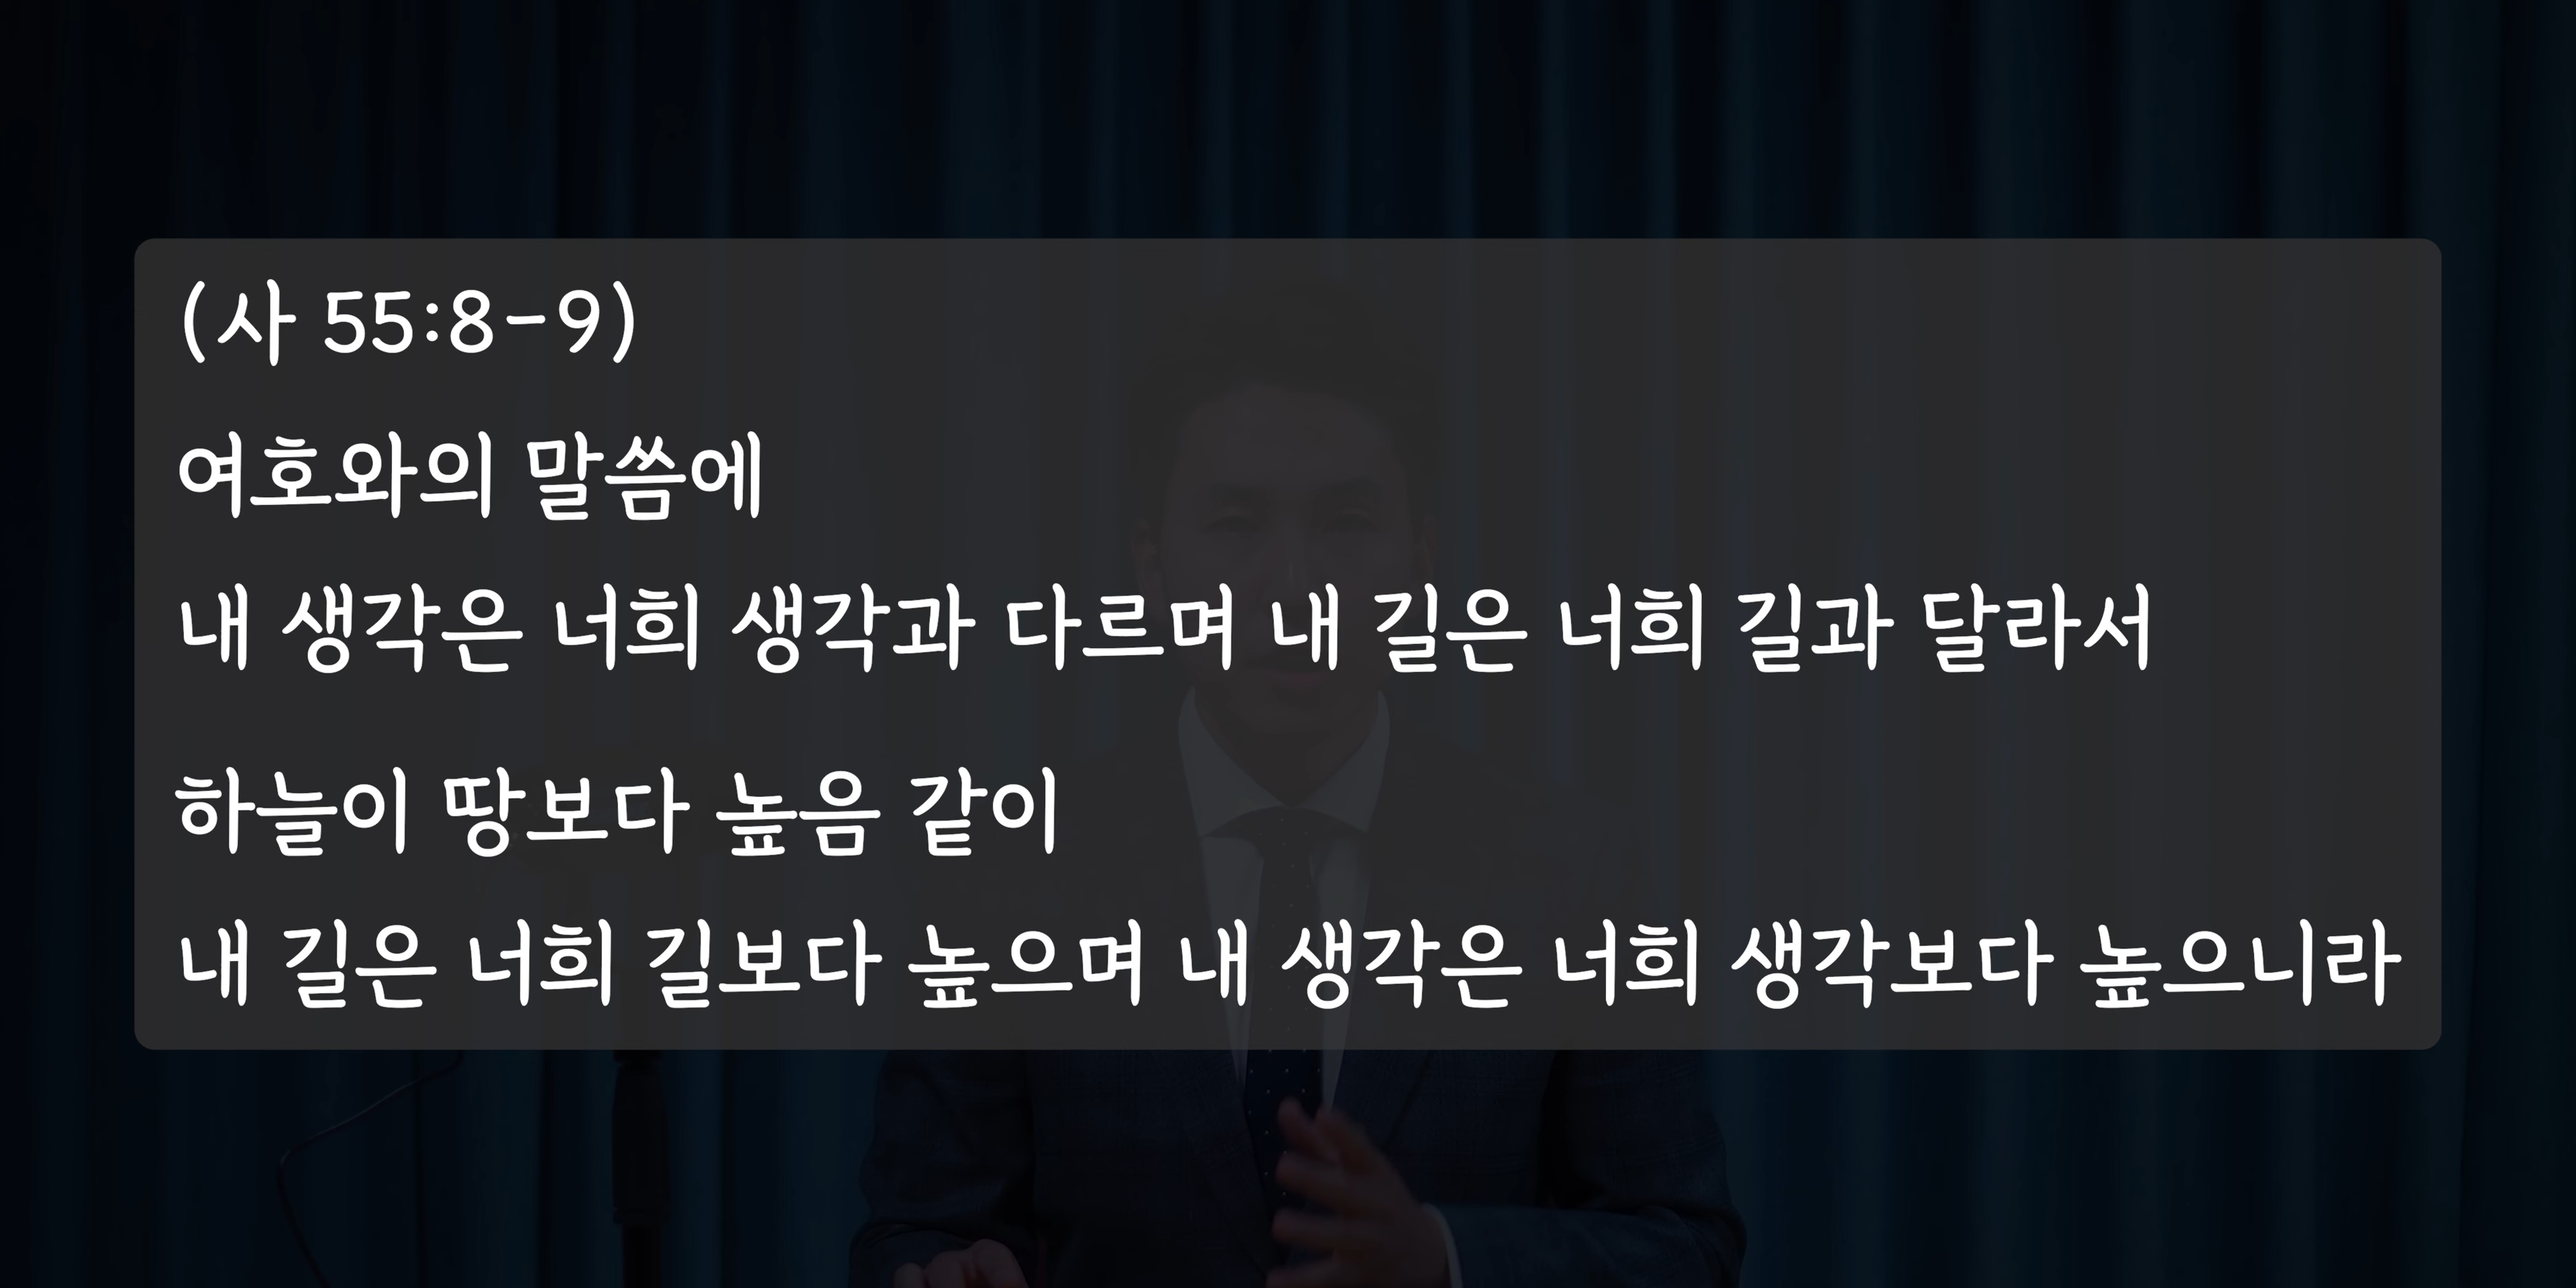 (사 55:8-9)
여호와의 말씀에
내 생각은 너희 생각과 다르며 내 길은 너희 길과 달라서
하늘이 땅보다 높음 같이
내 길은 너희 길보다 높으며 내 생각은 너희 생각보다 높으니라